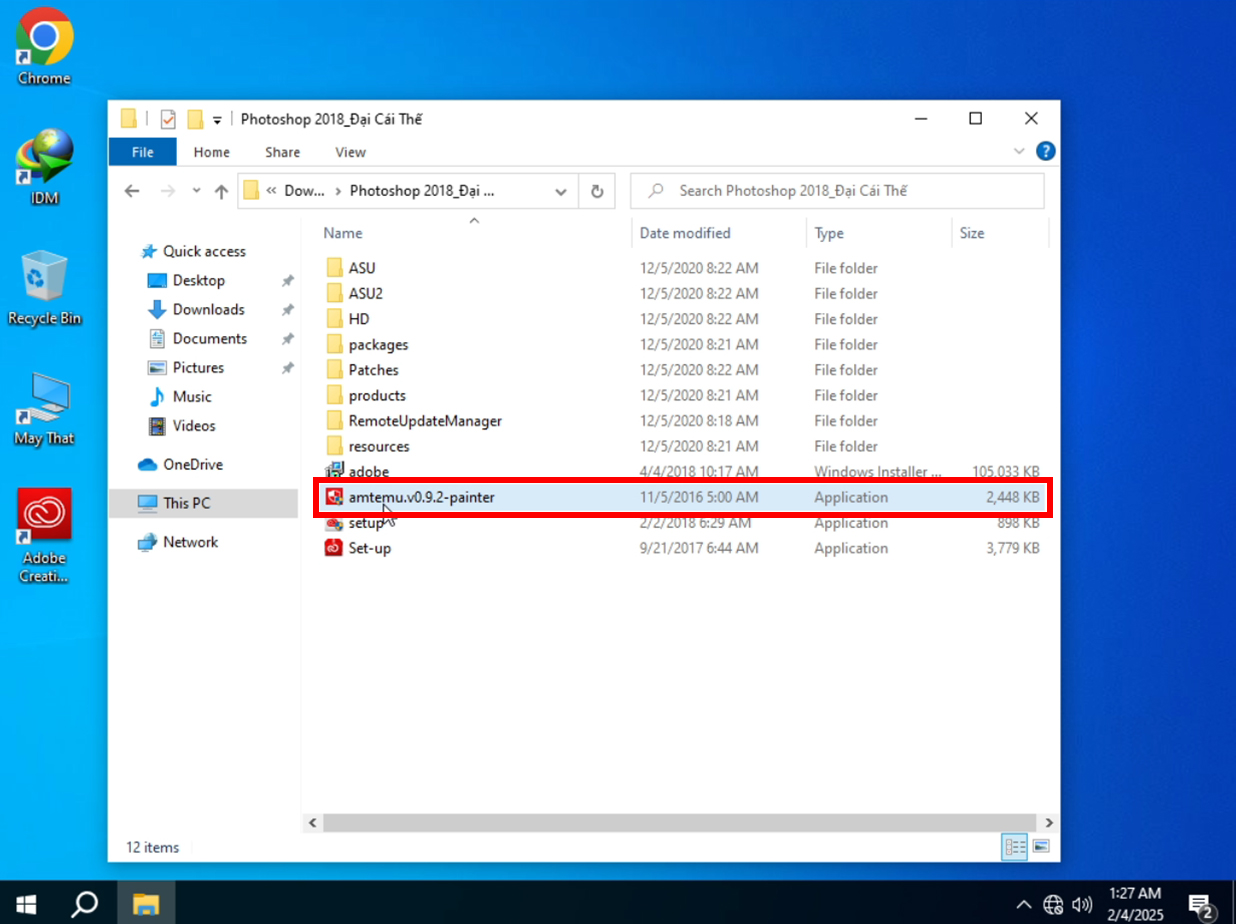 Chrome
IDM
Recycle Bin
May That
Adobe
Creati...
Photoshop 2018_Đại Cái Thế
File Home Share View
« Dow... › Photoshop 2018_Đại ...
Search Photoshop 2018_Đại Cái Thế
Quick access
Desktop
Downloads
Documents
Pictures
Music
Videos
OneDrive
This PC
Network
Name Date modified Type Size
ASU 12/5/2020 8:22 AM File folder
ASU2 12/5/2020 8:22 AM File folder
HD 12/5/2020 8:22 AM File folder
packages 12/5/2020 8:21 AM File folder
Patches 12/5/2020 8:22 AM File folder
products 12/5/2020 8:21 AM File folder
RemoteUpdateManager 12/5/2020 8:18 AM File folder
resources 12/5/2020 8:21 AM File folder
adobe 4/4/2018 10:17 AM Windows Installer ... 105,033 KB
amtemu.v0.9.2-painter 11/5/2016 5:00 AM Application 2,448 KB
setup 2/2/2018 6:29 AM Application 898 KB
Set-up 9/21/2017 6:44 AM Application 3,779 KB
12 items
1:27 AM
2/4/2025
2